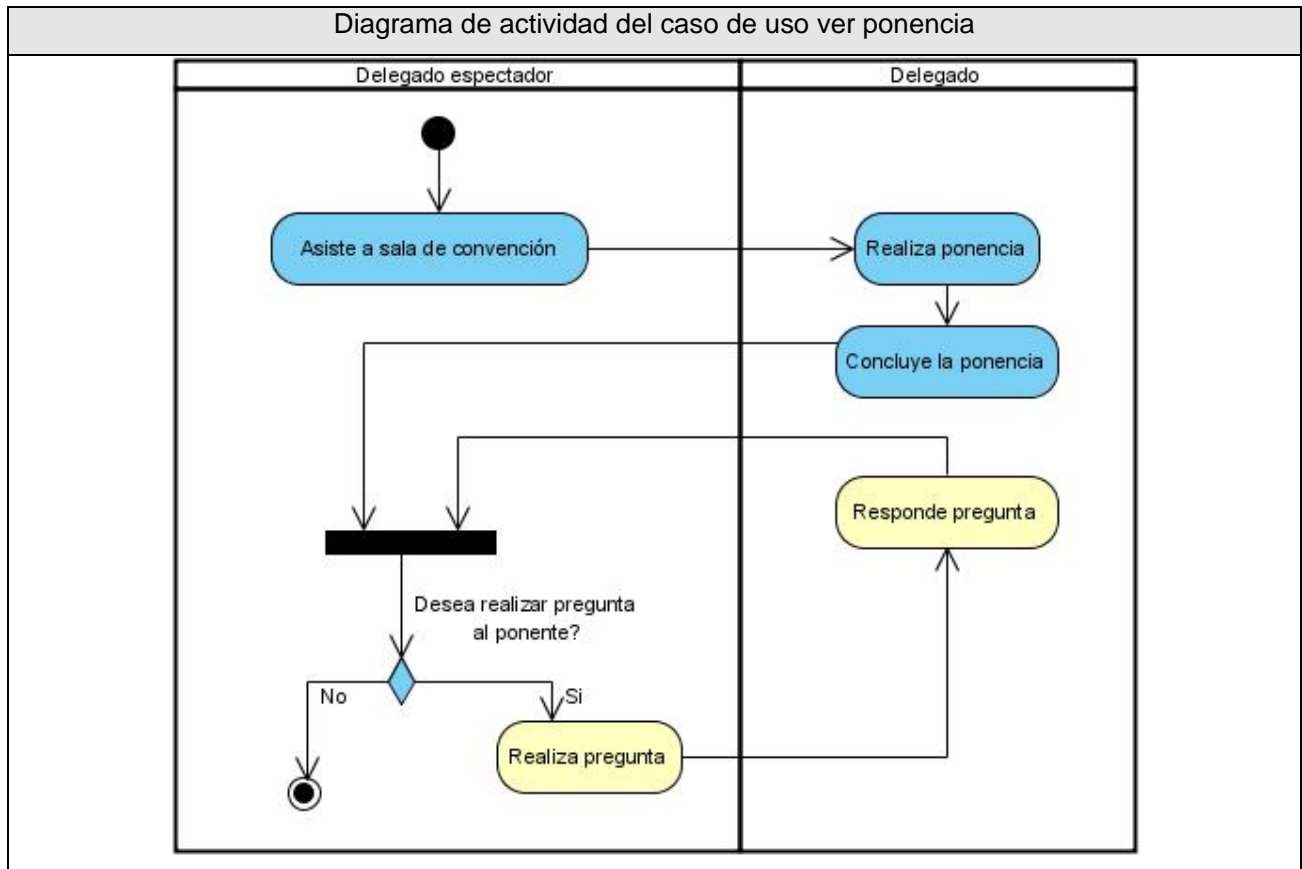 Diagrama de actividad del caso de uso ver ponencia
Delegado espectador
Delegado
Asiste a sala de convención
Realiza ponencia
Concluye la ponencia
Responde pregunta
Desea realizar pregunta
al ponente?
No
Si
Realiza pregunta